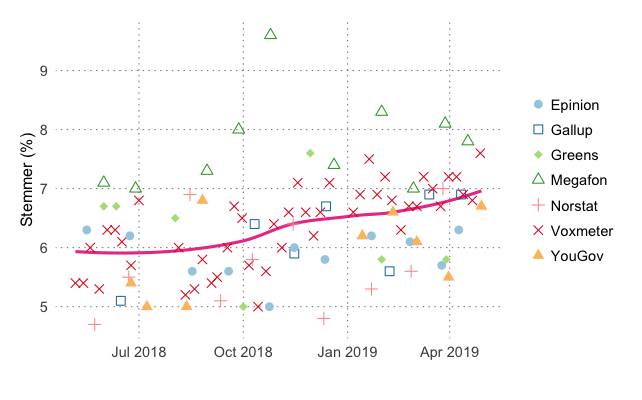 Stemmer (%)
9
8
7
6
5
Jul 2018
Oct 2018
Jan 2019
Apr 2019
Epinion
Gallup
Greens
Megafon
Norstat
Voxmeter
YouGov